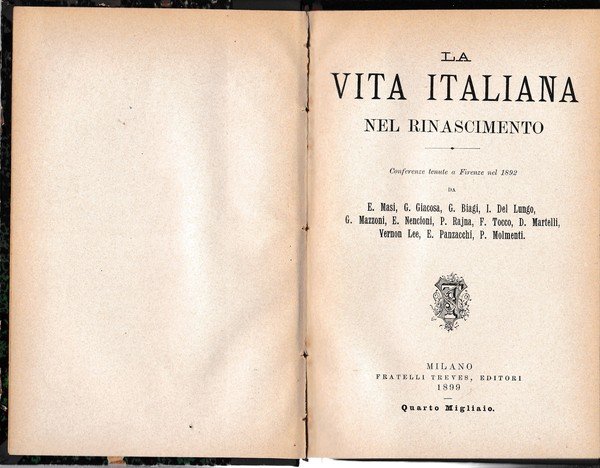 LA
VITA ITALIANA
NEL RINASCIMENTO
Conferenze tenute a Firenze nel 1892
DA
E. Masi, G. Giacosa, G. Biagi, I. Del Lungo,
G. Mazzoni, E. Nencioni, P. Rajna, F. Tocco, D. Martelli,
Vernon Lee, E. Panzacchi, P. Molmenti.
MILANO
FRATELLI TREVES, EDITORI
1899
Quarto Migliaio.